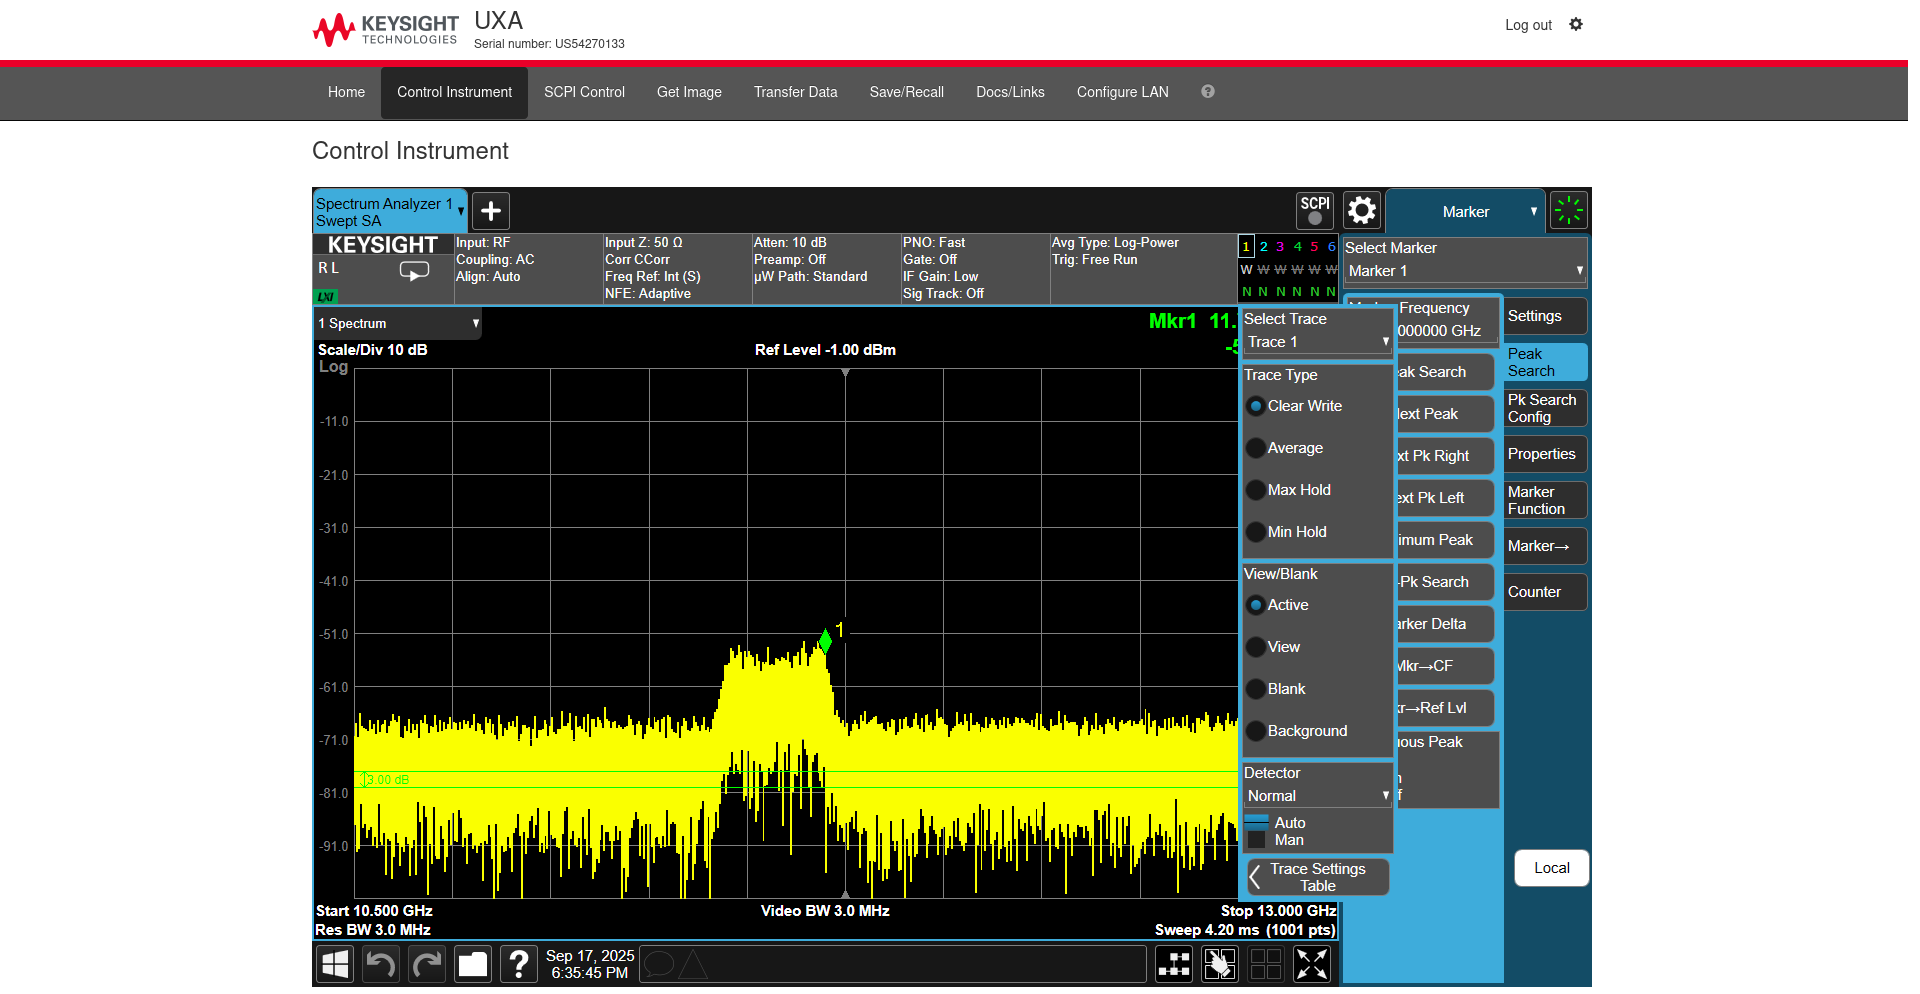 KEYSIGHT
TECHNOLOGIES
UXA
Serial number: US54270133
Log out
Home
Control Instrument
SCPI Control
Get Image
Transfer Data
Save/Recall
Docs/Links
Configure LAN
?
Control Instrument
Spectrum Analyzer 1
Swept SA
SCPI
Marker
KEYSIGHT
R L
LXI
Input: RF
Coupling: AC
Align: Auto
Input Z: 50 Ω
Corr CCorr
Freq Ref: Int (S)
NFE: Adaptive
Atten: 10 dB
Preamp: Off
µW Path: Standard
PNO: Fast
Gate: Off
IF Gain: Low
Sig Track: Off
Avg Type: Log-Power
Trig: Free Run
1 2 3 4 5 6
W W W W W W
N N N N N N
Select Marker
Marker 1
1 Spectrum
Mkr1 11.
-5
Scale/Div 10 dB
Ref Level -1.00 dBm
Log
-11.0
-21.0
-31.0
-41.0
-51.0
-61.0
-71.0
-81.0
-91.0
1
3.00 dB
Start 10.500 GHz
Video BW 3.0 MHz
Stop 13.000 GHz
Res BW 3.0 MHz
Sweep 4.20 ms (1001 pts)
Select Trace
Trace 1
Trace Type
Clear Write
Average
Max Hold
Min Hold
View/Blank
Active
View
Blank
Background
Detector
Normal
Auto
Man
Trace Settings
Table
Frequency
000000 GHz
ak Search
ext Peak
xt Pk Right
ext Pk Left
imum Peak
-Pk Search
arker Delta
Mkr→CF
kr→Ref Lvl
ous Peak
Settings
Peak
Search
Pk Search
Config
Properties
Marker
Function
Marker→
Counter
Local
?
Sep 17, 2025
6:35:45 PM